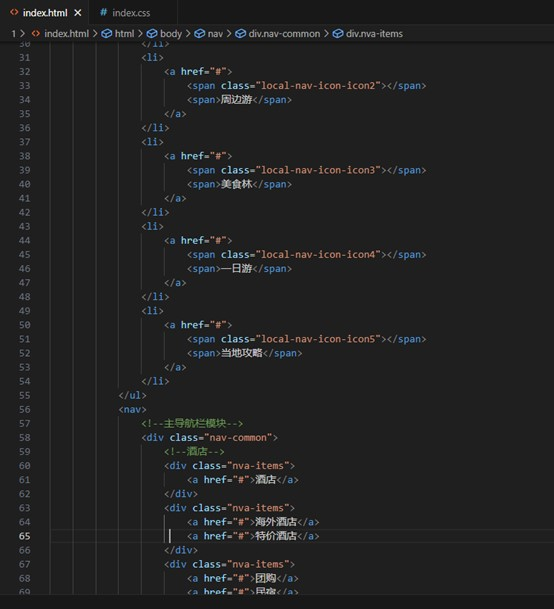 index.html
index.css
1 > index.html > html > body > nav > div.nav-common > div.nva-items
30 </li>
31 <li>
32 <a href="#">
33 <span class="local-nav-icon-icon2"></span>
34 <span>周边游</span>
35 </a>
36 </li>
37 <li>
38 <a href="#">
39 <span class="local-nav-icon-icon3"></span>
40 <span>美食林</span>
41 </a>
42 </li>
43 <li>
44 <a href="#">
45 <span class="local-nav-icon-icon4"></span>
46 <span>一日游</span>
47 </a>
48 </li>
49 <li>
50 <a href="#">
51 <span class="local-nav-icon-icon5"></span>
52 <span>当地攻略</span>
53 </a>
54 </li>
55 </ul>
56 <nav>
57 <!--主导航栏模块-->
58 <div class="nav-common">
59 <!--酒店-->
60 <div class="nva-items">
61 <a href="#">酒店</a>
62 </div>
63 <div class="nva-items">
64 <a href="#">海外酒店</a>
65 <a href="#">特价酒店</a>
66 </div>
67 <div class="nva-items">
68 <a href="#">团购</a>
69 <a href="#">民宿</a>